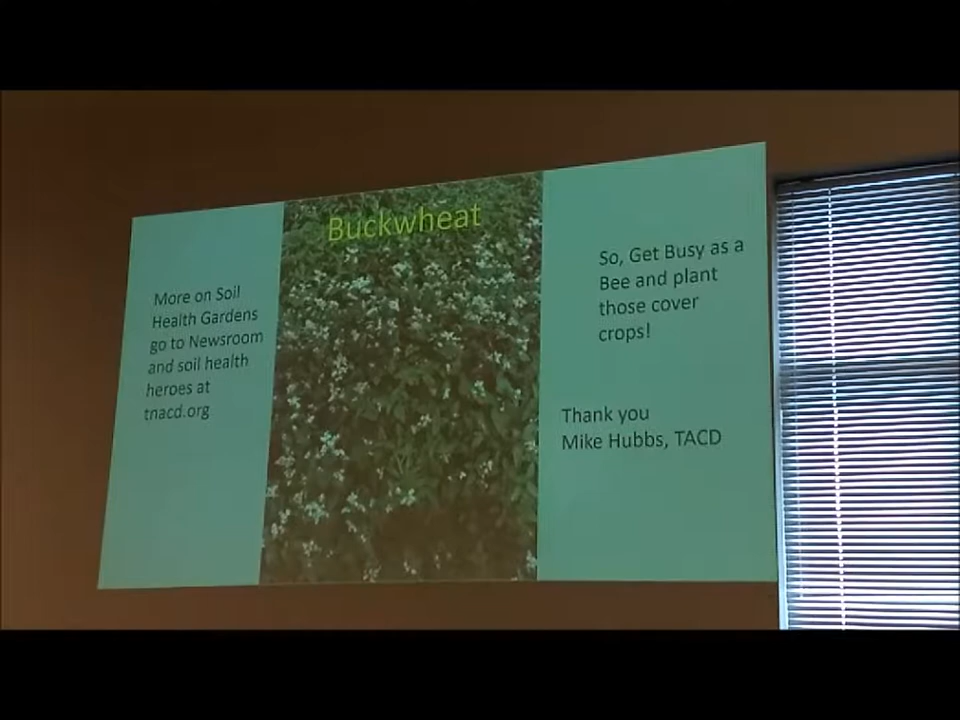 Buckwheat
More on Soil
Health Gardens
go to Newsroom
and soil health
heroes at
tnacd.org
So, Get Busy as a
Bee and plant
those cover
crops!
Thank you
Mike Hubbs, TACD